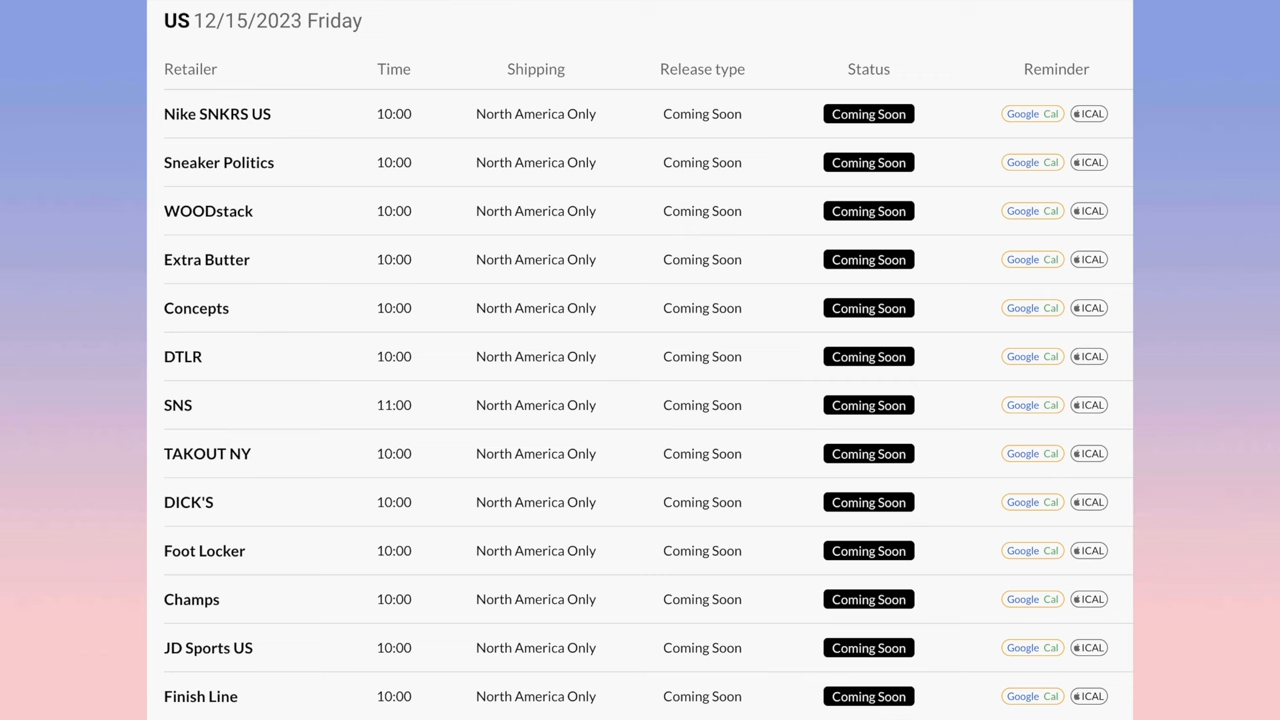 US 12/15/2023 Friday
Retailer Time Shipping Release type Status Reminder
Nike SNKRS US 10:00 North America Only Coming Soon Coming Soon Google Cal ICAL
Sneaker Politics 10:00 North America Only Coming Soon Coming Soon Google Cal ICAL
WOODstack 10:00 North America Only Coming Soon Coming Soon Google Cal ICAL
Extra Butter 10:00 North America Only Coming Soon Coming Soon Google Cal ICAL
Concepts 10:00 North America Only Coming Soon Coming Soon Google Cal ICAL
DTLR 10:00 North America Only Coming Soon Coming Soon Google Cal ICAL
SNS 11:00 North America Only Coming Soon Coming Soon Google Cal ICAL
TAKOUT NY 10:00 North America Only Coming Soon Coming Soon Google Cal ICAL
DICK'S 10:00 North America Only Coming Soon Coming Soon Google Cal ICAL
Foot Locker 10:00 North America Only Coming Soon Coming Soon Google Cal ICAL
Champs 10:00 North America Only Coming Soon Coming Soon Google Cal ICAL
JD Sports US 10:00 North America Only Coming Soon Coming Soon Google Cal ICAL
Finish Line 10:00 North America Only Coming Soon Coming Soon Google Cal ICAL